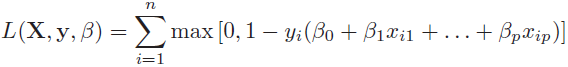 L(X, y, β) = ∑_{i=1}^{n} max [0, 1 − y_i(β_0 + β_1x_{i1} + . . . + β_px_{ip})]